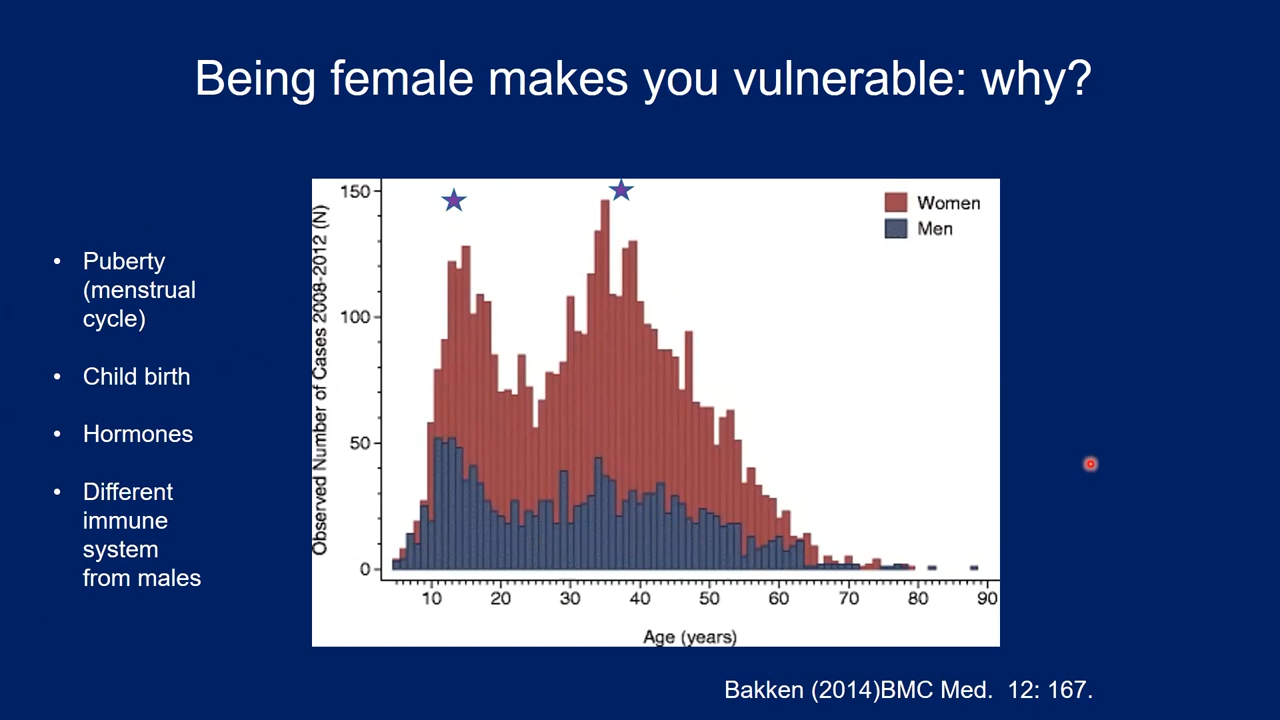 Being female makes you vulnerable: why?
• Puberty
(menstrual
cycle)
• Child birth
• Hormones
• Different
immune
system
from males
Observed Number of Cases 2008-2012 (N)
150
100
50
0
Women
Men
10 20 30 40 50 60 70 80 90
Age (years)
Bakken (2014)BMC Med. 12: 167.